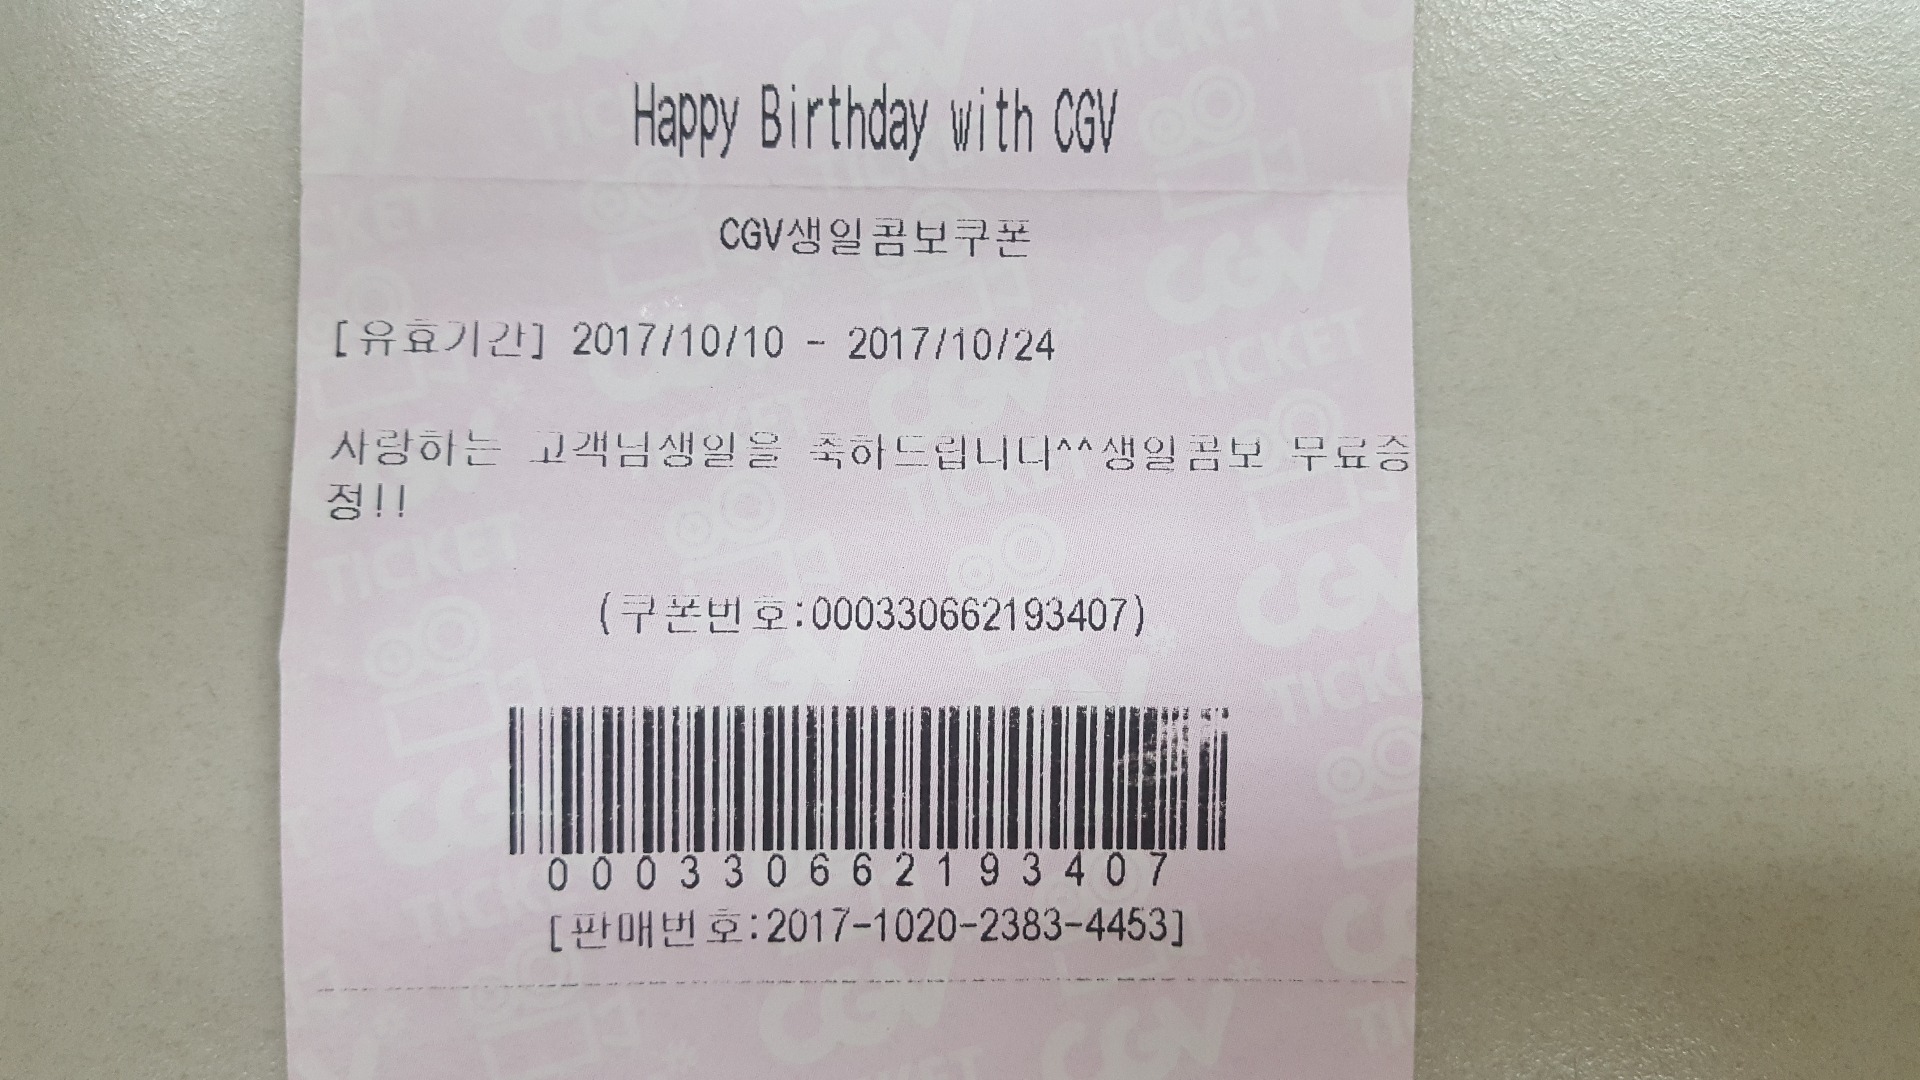 Happy Birthday with CGV
CGV생일콤보쿠폰
[유효기간] 2017/10/10 - 2017/10/24
사랑하는 고객님생일을 축하드립니다^^생일콤보 무료증
정!!
(쿠폰번호:000330662193407)
000330662193407
[판매번호:2017-1020-2383-4453]